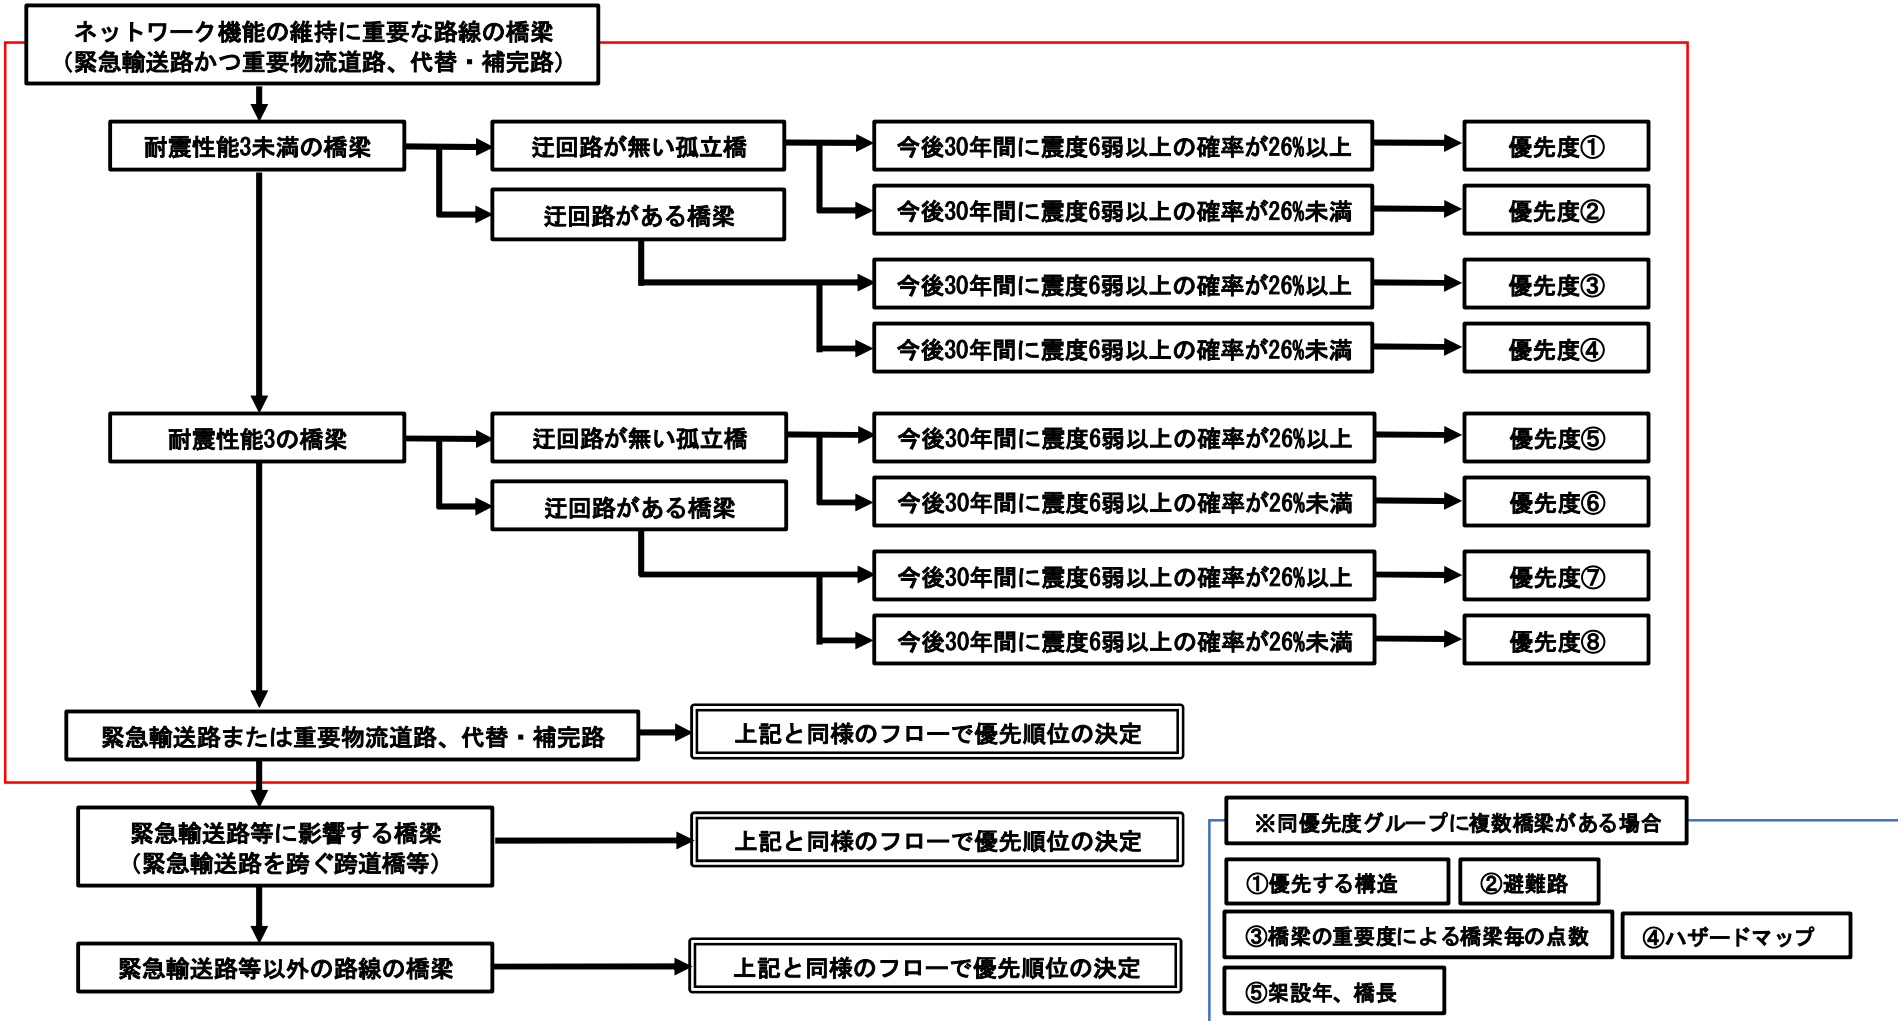 ネットワーク機能の維持に重要な路線の橋梁
（緊急輸送路かつ重要物流道路、代替・補完路）
耐震性能3未満の橋梁
迂回路が無い孤立橋
今後30年間に震度6弱以上の確率が26%以上
優先度①
今後30年間に震度6弱以上の確率が26%未満
優先度②
迂回路がある橋梁
今後30年間に震度6弱以上の確率が26%以上
優先度③
今後30年間に震度6弱以上の確率が26%未満
優先度④
耐震性能3の橋梁
迂回路が無い孤立橋
今後30年間に震度6弱以上の確率が26%以上
優先度⑤
今後30年間に震度6弱以上の確率が26%未満
優先度⑥
迂回路がある橋梁
今後30年間に震度6弱以上の確率が26%以上
優先度⑦
今後30年間に震度6弱以上の確率が26%未満
優先度⑧
緊急輸送路または重要物流道路、代替・補完路
上記と同様のフローで優先順位の決定
緊急輸送路等に影響する橋梁
（緊急輸送路を跨ぐ跨道橋等）
上記と同様のフローで優先順位の決定
緊急輸送路等以外の路線の橋梁
上記と同様のフローで優先順位の決定
※同優先度グループに複数橋梁がある場合
①優先する構造
②避難路
③橋梁の重要度による橋梁毎の点数
④ハザードマップ
⑤架設年、橋長